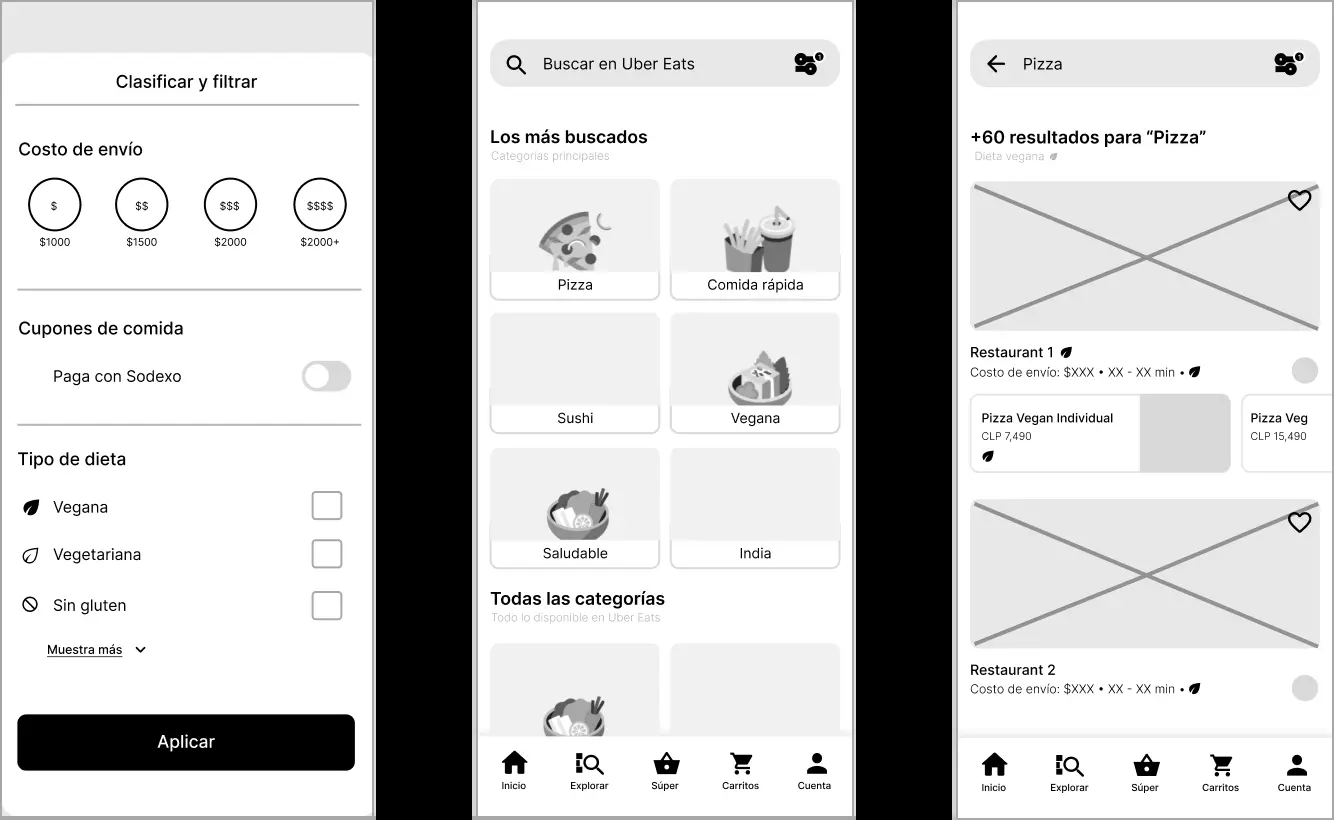 Clasificar y filtrar
Costo de envío
$ $$ $$$ $$$$
$1000 $1500 $2000 $2000+
Cupones de comida
Paga con Sodexo
Tipo de dieta
Vegana
Vegetariana
Sin gluten
Muestra más
Aplicar
Buscar en Uber Eats
1
Los más buscados
Categorías principales
Pizza
Comida rápida
Sushi
Vegana
Saludable
India
Todas las categorías
Todo lo disponible en Uber Eats
Inicio Explorar Súper Carritos Cuenta
Pizza
1
+60 resultados para “Pizza”
Dieta vegana
Restaurant 1
Costo de envío: $XXX • XX - XX min •
Pizza Vegan Individual
CLP 7,490
Pizza Veg
CLP 15,490
Restaurant 2
Costo de envío: $XXX • XX - XX min •
Inicio Explorar Súper Carritos Cuenta